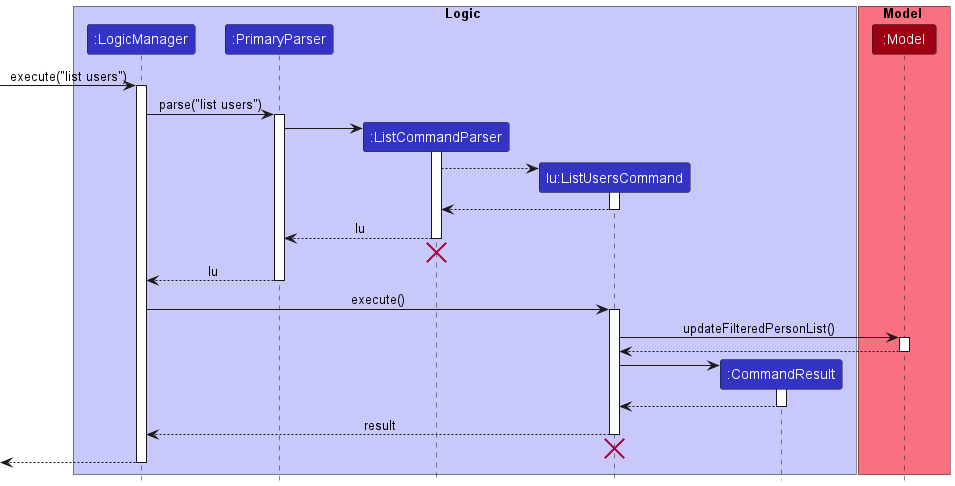 Logic
Model
:LogicManager
:PrimaryParser
:Model
execute("list users")
parse("list users")
:ListCommandParser
lu:ListUsersCommand
lu
lu
execute()
updateFilteredPersonList()
:CommandResult
result